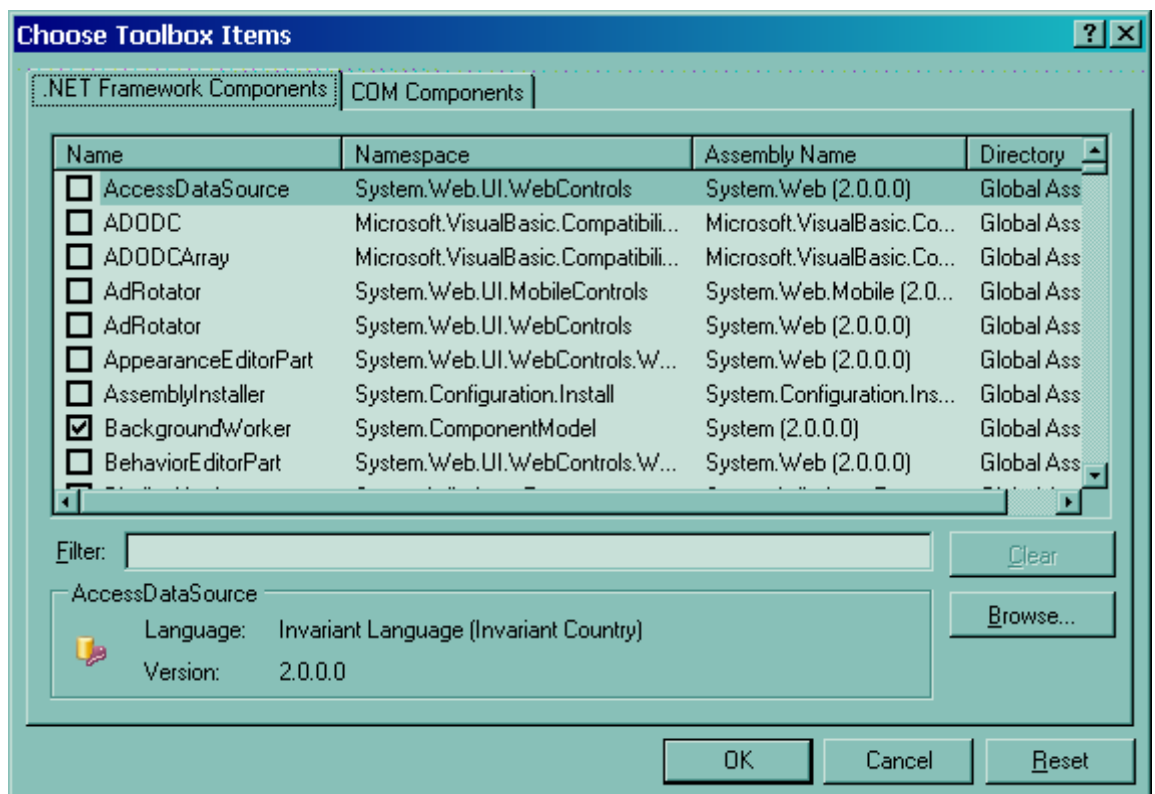 Choose Toolbox Items
.NET Framework Components COM Components
Name Namespace Assembly Name Directory
AccessDataSource System.Web.UI.WebControls System.Web (2.0.0.0) Global Ass
ADODC Microsoft.VisualBasic.Compatibili... Microsoft.VisualBasic.Co... Global Ass
ADODCArray Microsoft.VisualBasic.Compatibili... Microsoft.VisualBasic.Co... Global Ass
AdRotator System.Web.UI.MobileControls System.Web.Mobile (2.0... Global Ass
AdRotator System.Web.UI.WebControls System.Web (2.0.0.0) Global Ass
AppearanceEditorPart System.Web.UI.WebControls.W... System.Web (2.0.0.0) Global Ass
AssemblyInstaller System.Configuration.Install System.Configuration.Ins... Global Ass
BackgroundWorker System.ComponentModel System (2.0.0.0) Global Ass
BehaviorEditorPart System.Web.UI.WebControls.W... System.Web (2.0.0.0) Global Ass
Filter: Clear
AccessDataSource
Language: Invariant Language (Invariant Country) Browse...
Version: 2.0.0.0
OK Cancel Reset